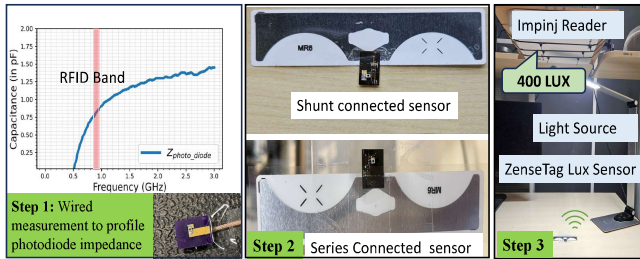 2.00
1.75
1.50
1.25
1.00
0.75
0.50
0.25
Capacitance (in pF)
RFID Band
Z_photo_diode
0.0 0.5 1.0 1.5 2.0 2.5 3.0
Frequency (GHz)
Step 1: Wired
measurement to profile
photodiode impedance
MR6
Shunt connected sensor
MR6
Step 2
Series Connected sensor
Impinj Reader
400 LUX
Light Source
ZenseTag Lux Sensor
Step 3